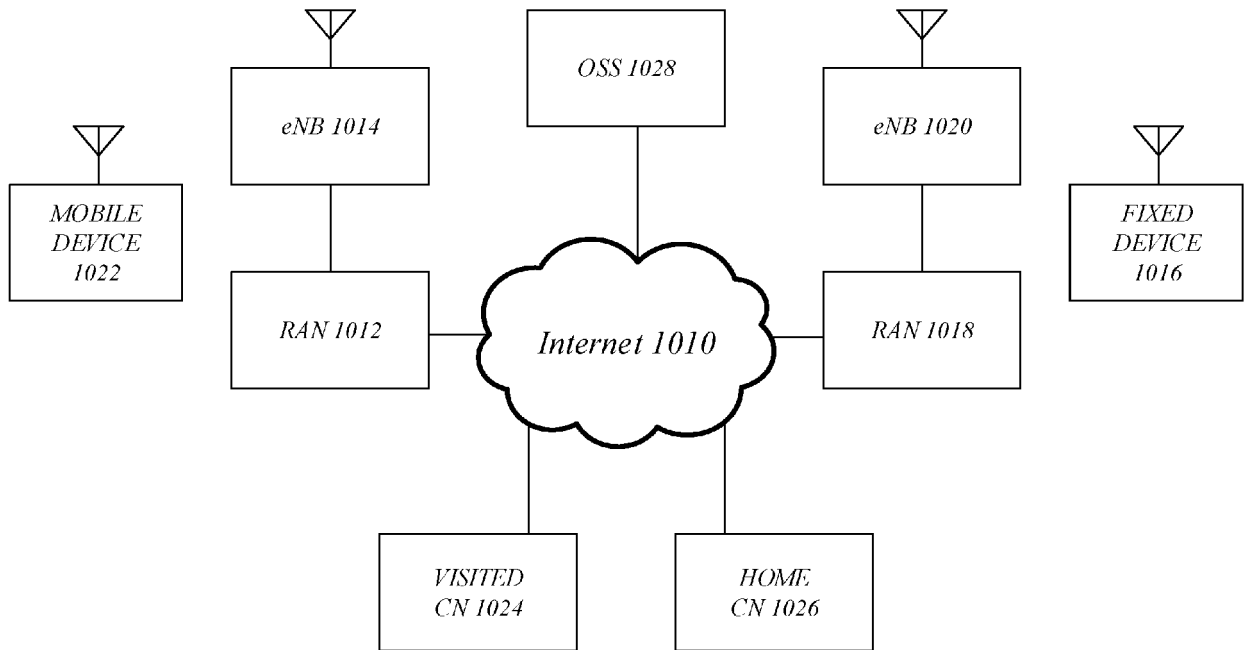 OSS 1028
eNB 1014
eNB 1020
MOBILE
DEVICE
1022
FIXED
DEVICE
1016
RAN 1012
Internet 1010
RAN 1018
VISITED
CN 1024
HOME
CN 1026